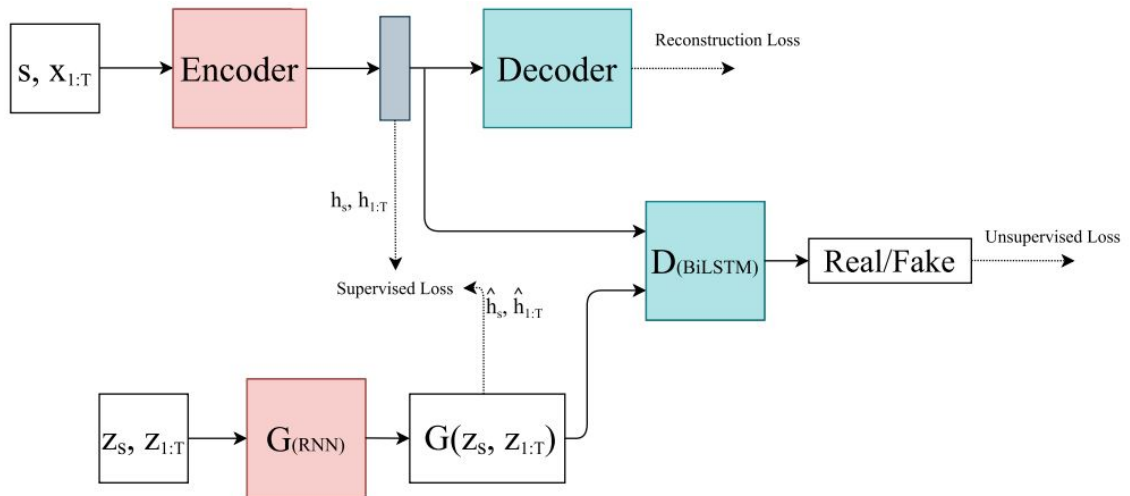 s, x1:T
Encoder
Decoder
Reconstruction Loss
hs, h1:T
D(BiLSTM)
Real/Fake
Unsupervised Loss
Supervised Loss
ĥs, ĥ1:T
zs, z1:T
G(RNN)
G(zs, z1:T)